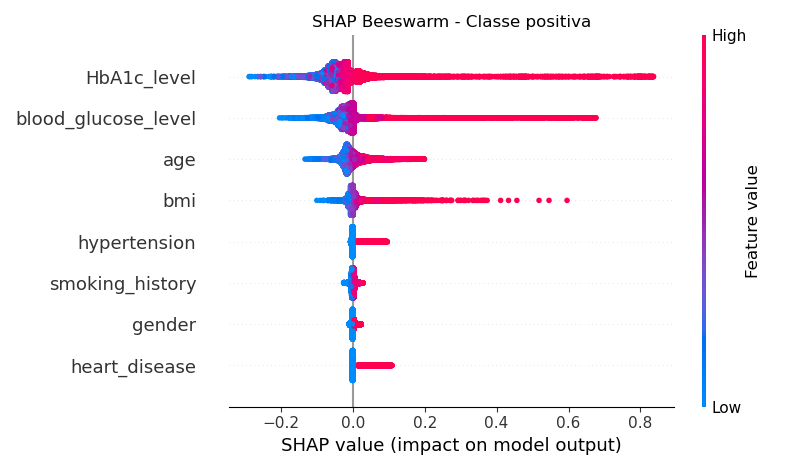 SHAP Beeswarm - Classe positiva
High
HbA1c_level
blood_glucose_level
age
bmi
hypertension
smoking_history
gender
heart_disease
Feature value
Low
−0.2 0.0 0.2 0.4 0.6 0.8
SHAP value (impact on model output)